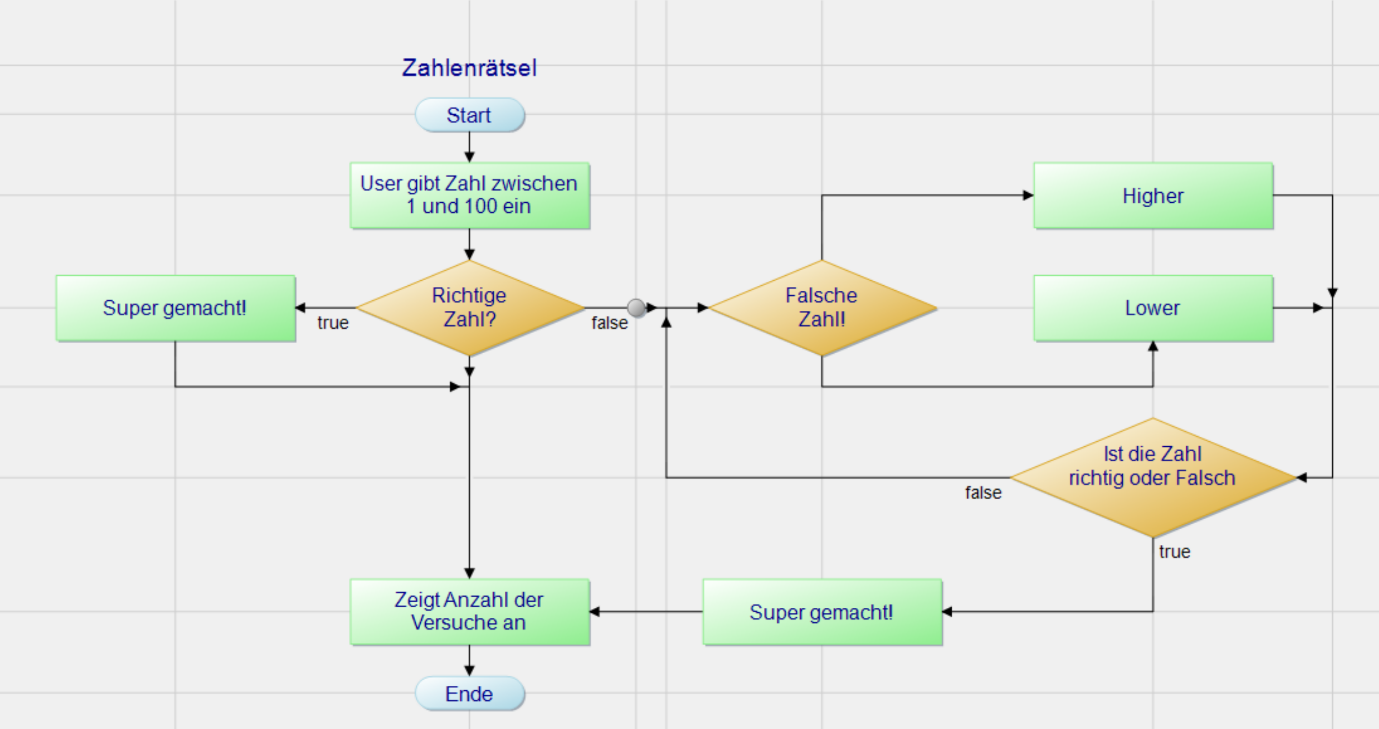 Zahlenrätsel
Start
User gibt Zahl zwischen
1 und 100 ein
Higher
Super gemacht!
true
Richtige
Zahl?
false
Falsche
Zahl!
Lower
Ist die Zahl
richtig oder Falsch
false
true
Zeigt Anzahl der
Versuche an
Super gemacht!
Ende